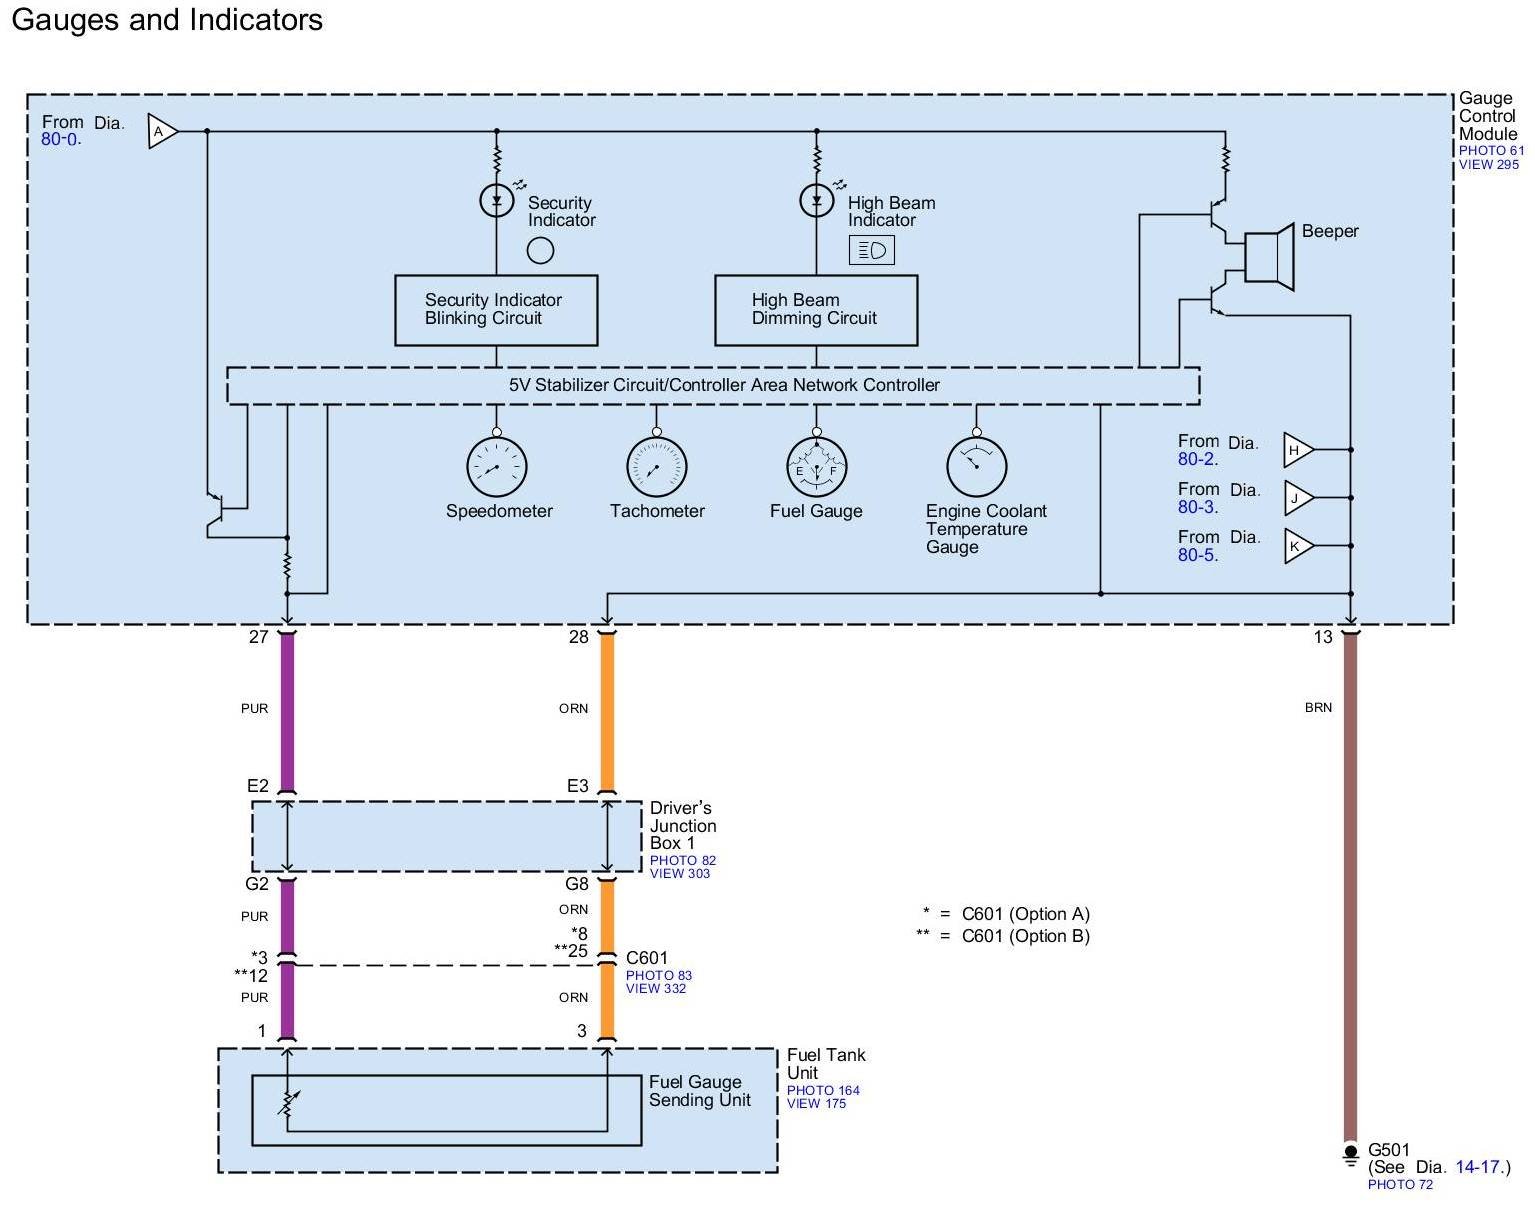 Gauges and Indicators
From Dia.
80-0.
A
Gauge
Control
Module
PHOTO 61
VIEW 295
Security
Indicator
High Beam
Indicator
Beeper
Security Indicator
Blinking Circuit
High Beam
Dimming Circuit
5V Stabilizer Circuit/Controller Area Network Controller
E F
Speedometer
Tachometer
Fuel Gauge
Engine Coolant
Temperature
Gauge
From Dia.
80-2.
H
From Dia.
80-3.
J
From Dia.
80-5.
K
27
28
13
PUR
ORN
BRN
E2
E3
Driver's
Junction
Box 1
PHOTO 82
VIEW 303
G2
G8
PUR
ORN
*8
**25
*3
**12
C601
PHOTO 83
VIEW 332
* = C601 (Option A)
** = C601 (Option B)
PUR
ORN
1
3
Fuel Tank
Unit
PHOTO 164
VIEW 175
Fuel Gauge
Sending Unit
G501
(See Dia. 14-17.)
PHOTO 72